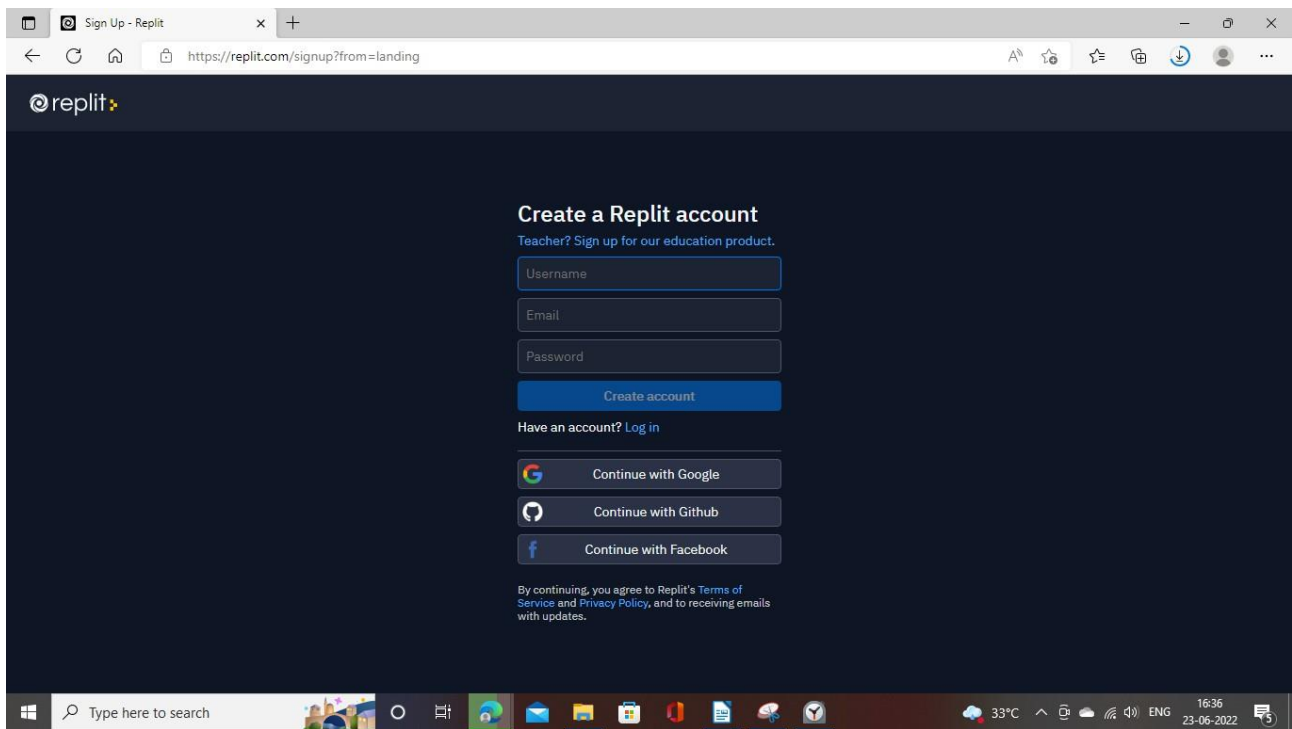 Sign Up - Replit
https://replit.com/signup?from=landing
replit
Create a Replit account
Teacher? Sign up for our education product.
Username
Email
Password
Create account
Have an account? Log in
Continue with Google
Continue with Github
Continue with Facebook
By continuing, you agree to Replit's Terms of
Service and Privacy Policy, and to receiving emails
with updates.
Type here to search
33°C
ENG
16:36
23-06-2022
5